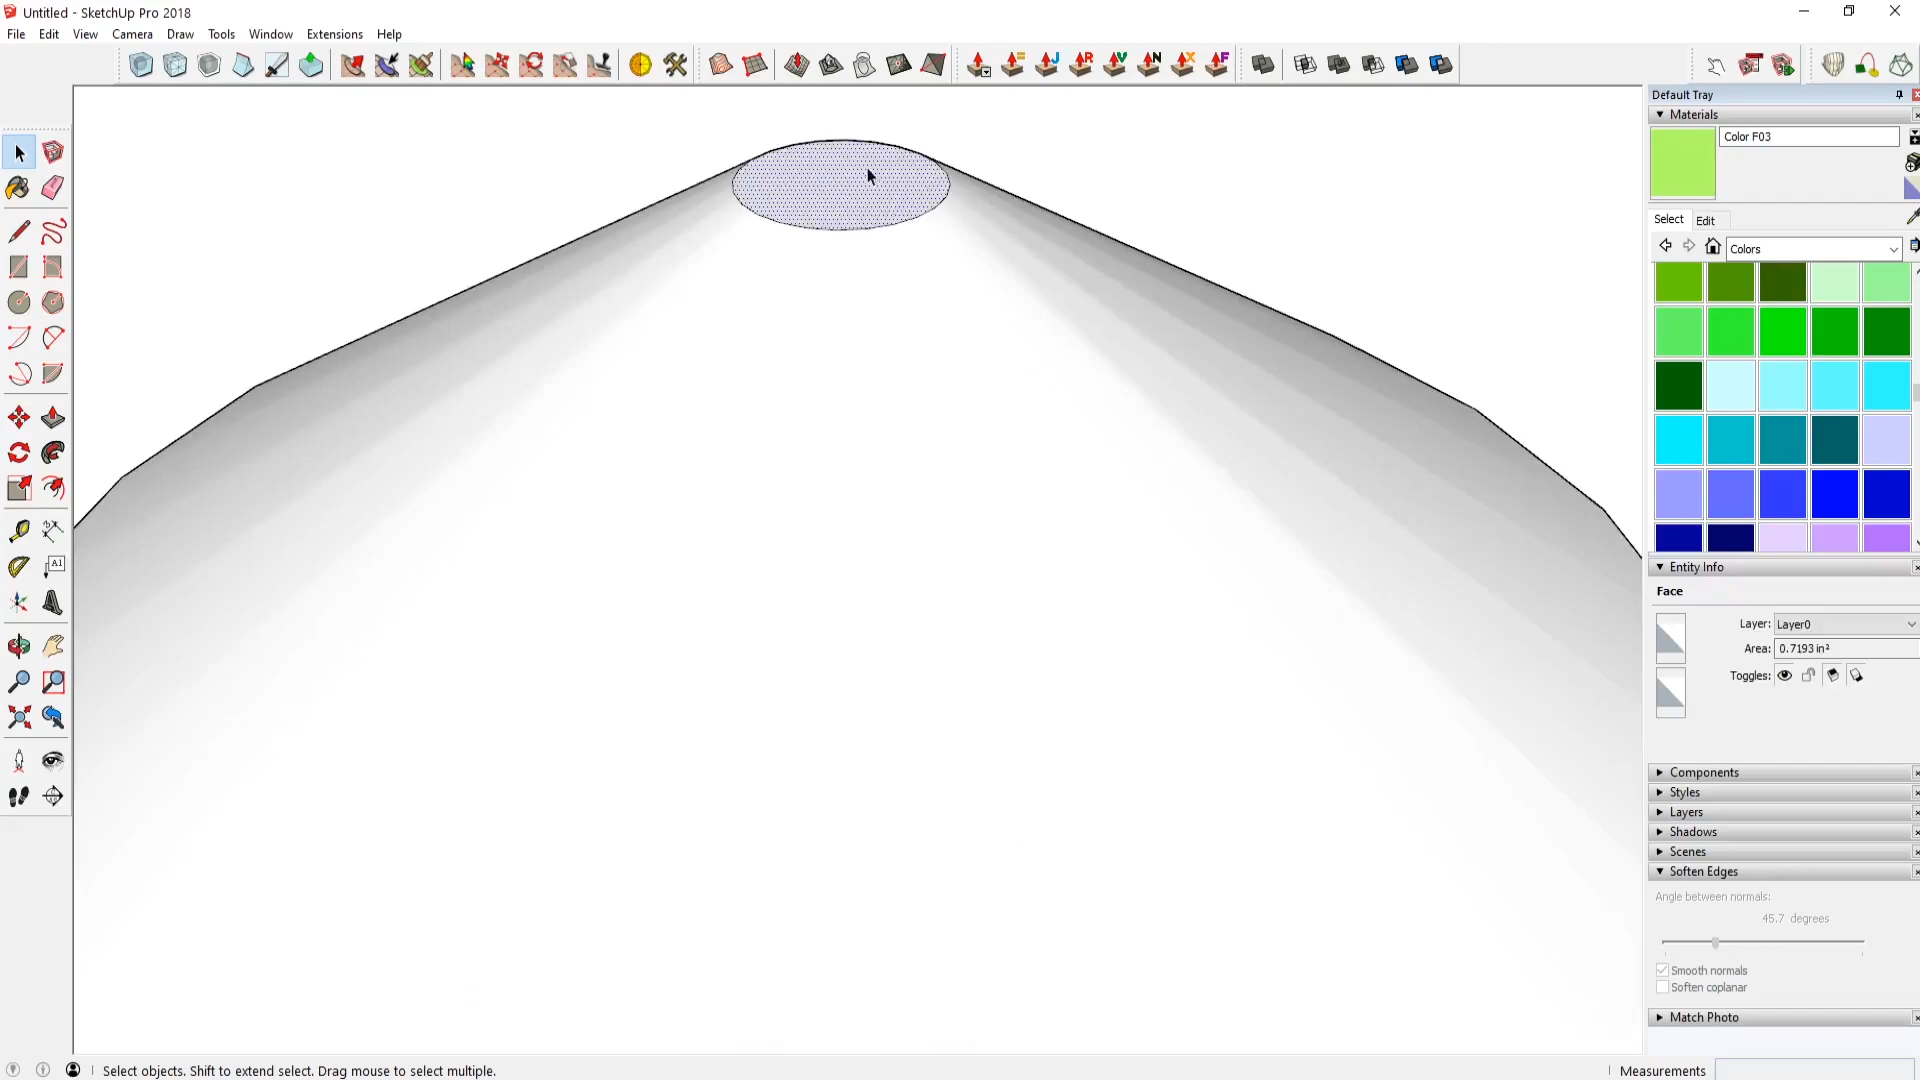 Untitled - SketchUp Pro 2018
File Edit View Camera Draw Tools Window Extensions Help
Default Tray
Materials
Color F03
Select Edit
Colors
Entity Info
Face
Layer: Layer0
Area: 0.7193 in²
Toggles:
Components
Styles
Layers
Shadows
Scenes
Soften Edges
Angle between normals:
45.7 degrees
Smooth normals
Soften coplanar
Match Photo
Select objects. Shift to extend select. Drag mouse to select multiple.
Measurements